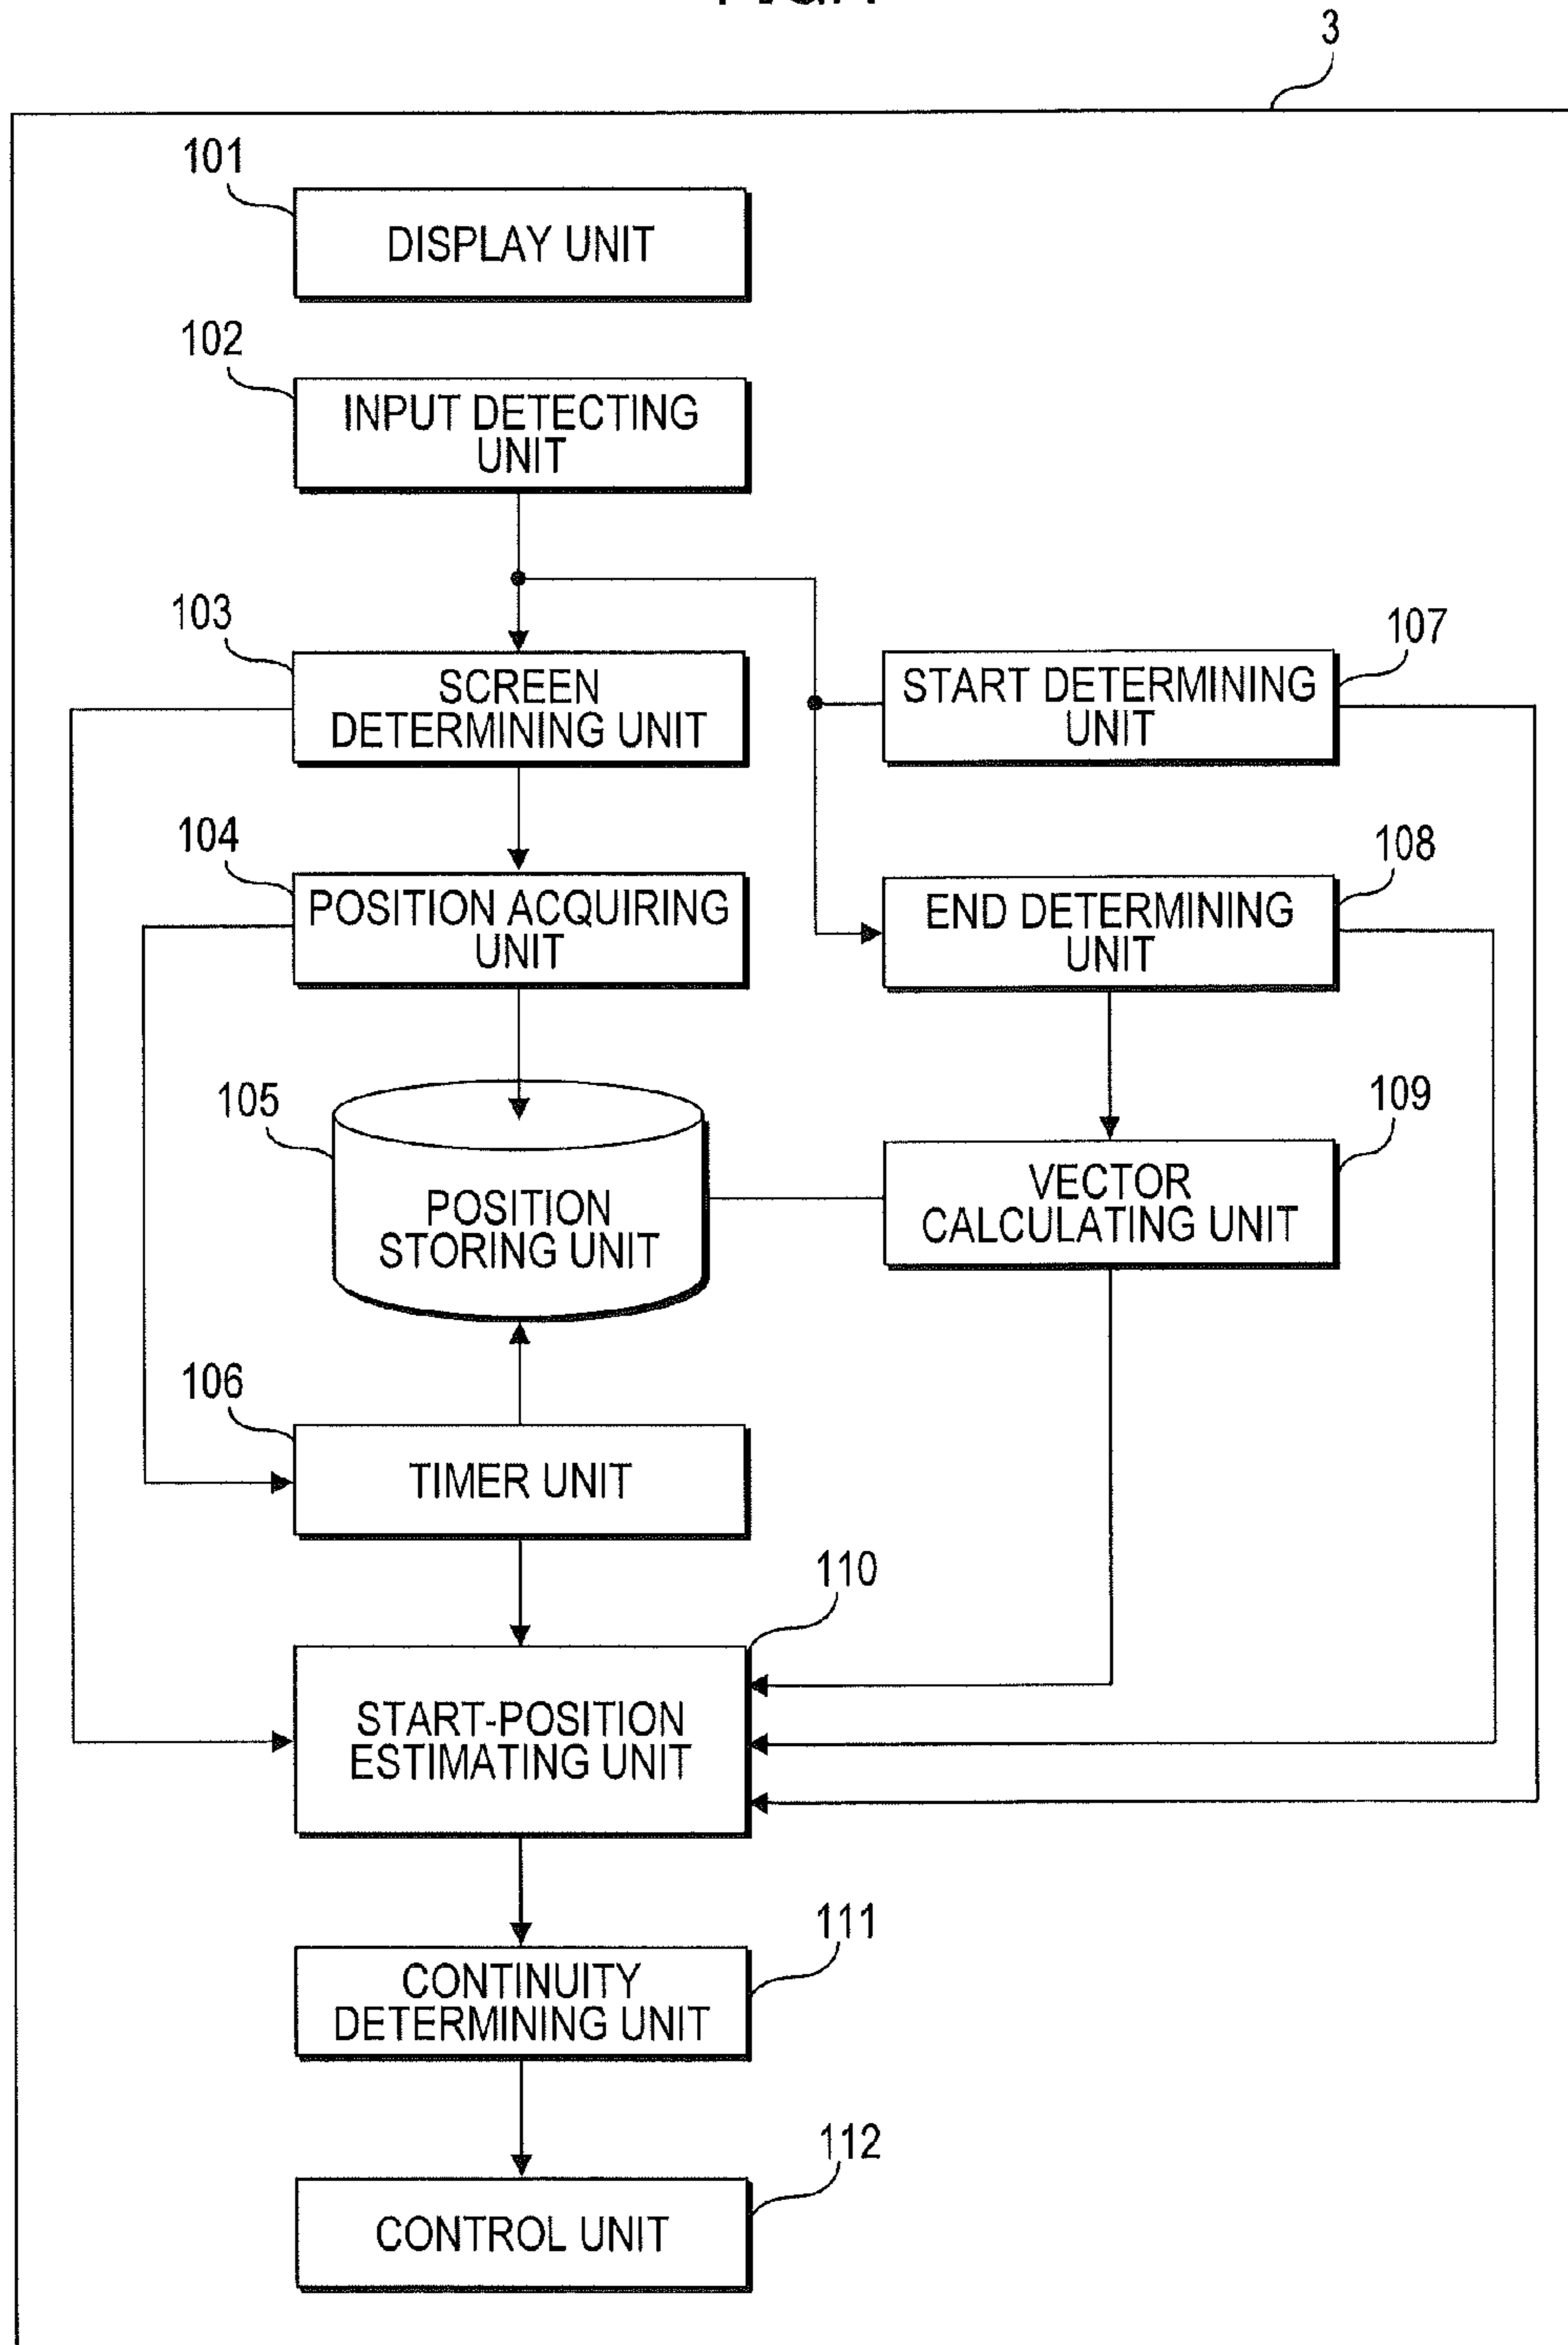 3
101
DISPLAY UNIT
102
INPUT DETECTING
UNIT
103
SCREEN
DETERMINING UNIT
107
START DETERMINING
UNIT
104
POSITION ACQUIRING
UNIT
108
END DETERMINING
UNIT
105
POSITION
STORING UNIT
109
VECTOR
CALCULATING UNIT
106
TIMER UNIT
110
START-POSITION
ESTIMATING UNIT
111
CONTINUITY
DETERMINING UNIT
112
CONTROL UNIT